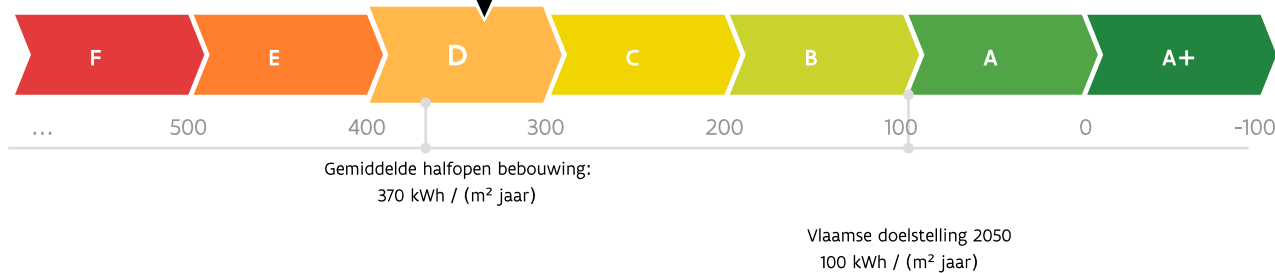 F E D C B A A+
... 500 400 300 200 100 0 -100
Gemiddelde halfopen bebouwing:
370 kWh / (m² jaar)
Vlaamse doelstelling 2050
100 kWh / (m² jaar)